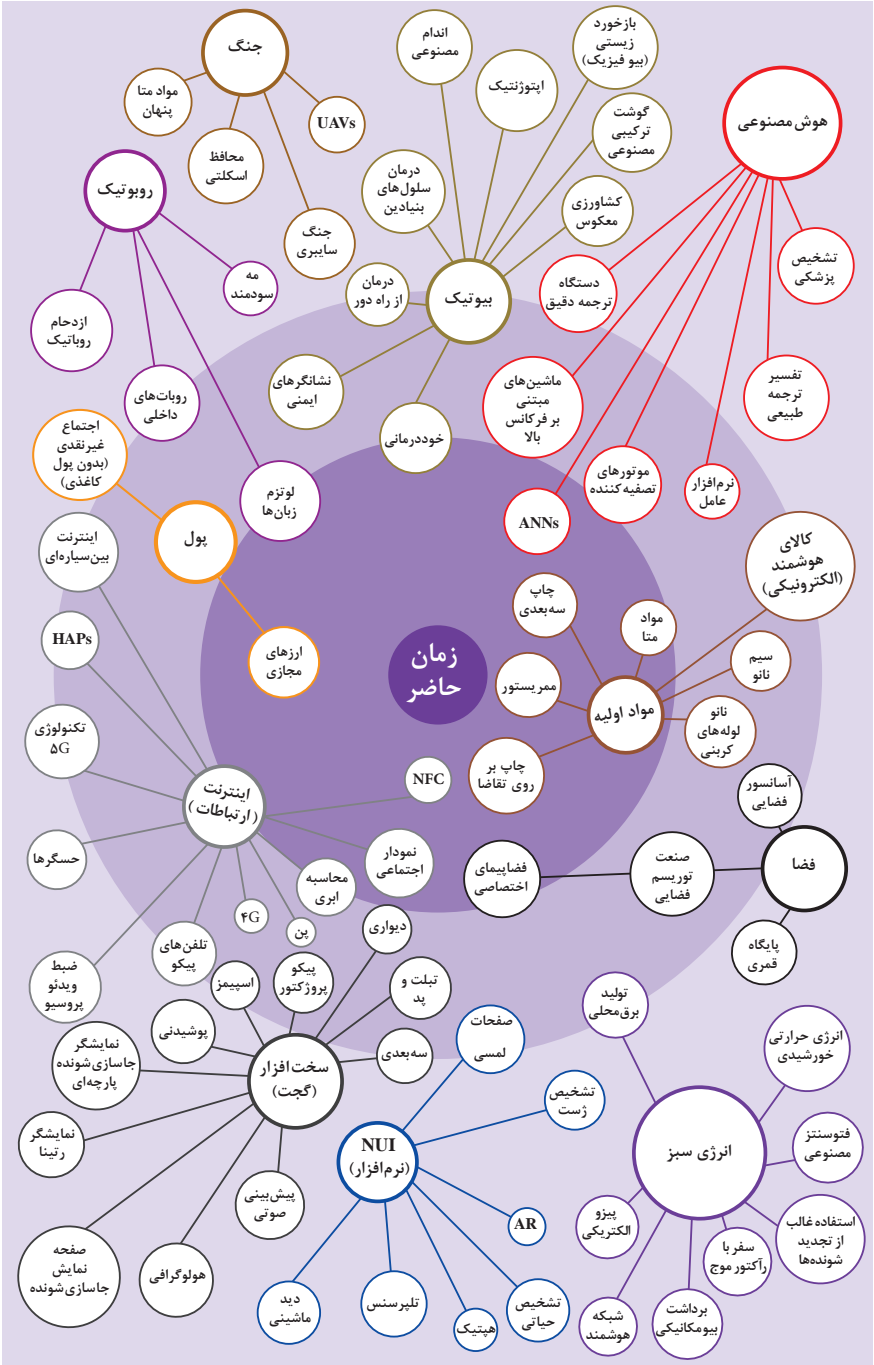 جنگ
مواد متا
پنهان
محافظ
اسکلتی
جنگ
سایبری
UAVs
روبوتیک
ازدحام
روباتیک
روبات‌های
داخلی
لوتزم
زبان‌ها
مه
سودمند
بیوتیک
اندام
مصنوعی
اپتوژنتیک
بازخورد
زیستی
(بیو فیزیک)
گوشت
ترکیبی
مصنوعی
کشاورزی
معکوس
درمان
سلول‌های
بنیادین
درمان
از راه دور
نشانگرهای
ایمنی
خوددرمانی
هوش مصنوعی
دستگاه
ترجمه دقیق
ماشین‌های
مبتنی
بر فرکانس
بالا
ANNs
موتورهای
تصفیه‌کننده
نرم‌افزار
عامل
تفسیر
ترجمه
طبیعی
تشخیص
پزشکی
پول
اجتماع
غیرنقدی
(بدون پول
کاغذی)
ارزهای
مجازی
زمان
حاضر
مواد اولیه
چاپ
سه‌بعدی
مواد
متا
کالای
هوشمند
(الکترونیکی)
سیم
نانو
نانو
لوله‌های
کربنی
ممریستور
چاپ بر
روی تقاضا
اینترنت
(ارتباطات)
اینترنت
بین‌سیاره‌ای
HAPs
تکنولوژی
۵G
حسگرها
ضبط
ویدئو
پروسیو
تلفن‌های
پیکو
۴G
پن
محاسبه
ابری
نمودار
اجتماعی
NFC
فضا
آسانسور
فضایی
صنعت
توریسم
فضایی
فضاپیمای
اختصاصی
پایگاه
قمری
سخت‌افزار
(گجت)
دیواری
پیکو
پروژکتور
اسپیمز
تبلت و
پد
سه‌بعدی
پوشیدنی
نمایشگر
جاسازی‌شونده
پارچه‌ای
نمایشگر
رتینا
صفحه
نمایش
جاسازی‌شونده
هولوگرافی
پیش‌بینی
صوتی
NUI
(نرم‌افزار)
صفحات
لمسی
تشخیص
ژست
AR
تشخیص
حیاتی
هپتیک
تلپرسنس
دید
ماشینی
انرژی سبز
تولید
برق‌محلی
انرژی حرارتی
خورشیدی
فتوسنتز
مصنوعی
استفاده غالب
از تجدید
شونده‌ها
سفر با
رآکتور موج
برداشت
بیومکانیکی
شبکه
هوشمند
پیزو
الکتریکی